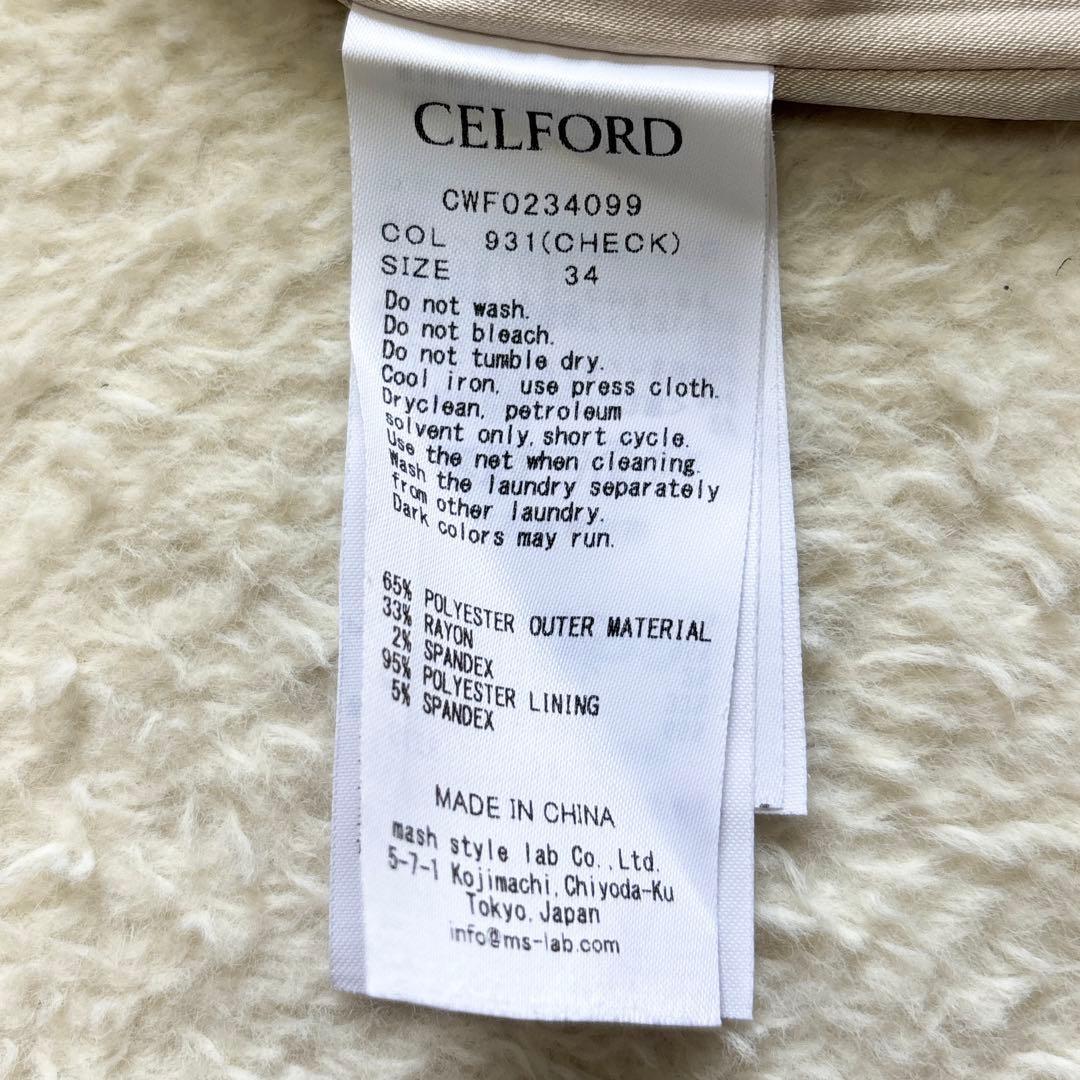 CELFORD
CWF0234099
COL 931(CHECK)
SIZE 34
Do not wash.
Do not bleach.
Do not tumble dry.
Cool iron, use press cloth.
Dryclean, petroleum
solvent only, short cycle.
Use the net when cleaning.
Wash the laundry separately
from other laundry.
Dark colors may run.
65% POLYESTER OUTER MATERIAL
33% RAYON
2% SPANDEX
95% POLYESTER LINING
5% SPANDEX
MADE IN CHINA
mash style lab Co.,Ltd.
5-7-1 Kojimachi, Chiyoda-Ku
Tokyo, Japan
info@ms-lab.com